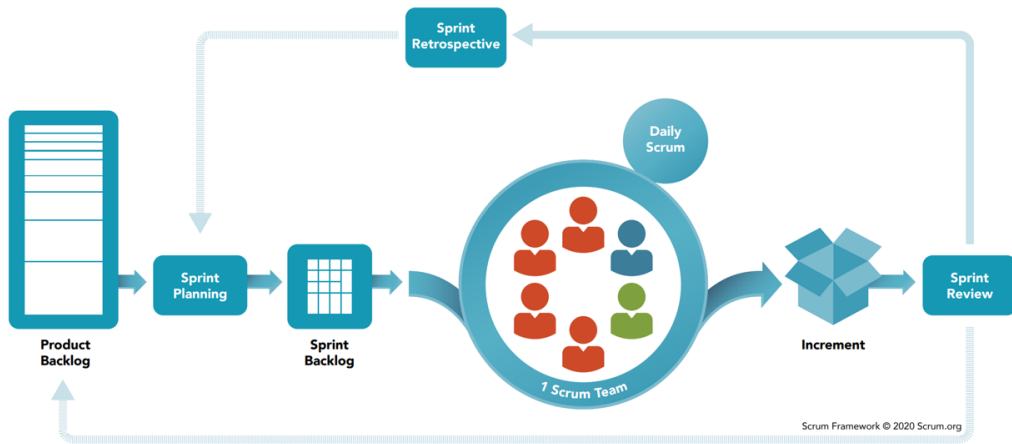 Sprint
Retrospective
Daily
Scrum
Sprint
Planning
Sprint
Review
Product
Backlog
Sprint
Backlog
Increment
1 Scrum Team
Scrum Framework © 2020 Scrum.org